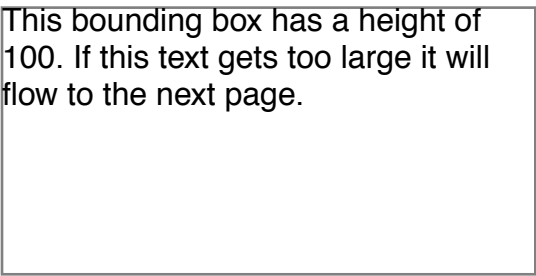 This bounding box has a height of
100. If this text gets too large it will
flow to the next page.